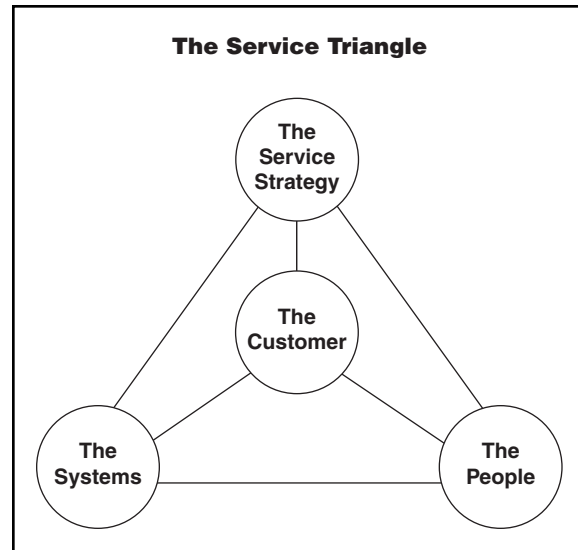 The Service Triangle
The
Service
Strategy
The
Customer
The
Systems
The
People